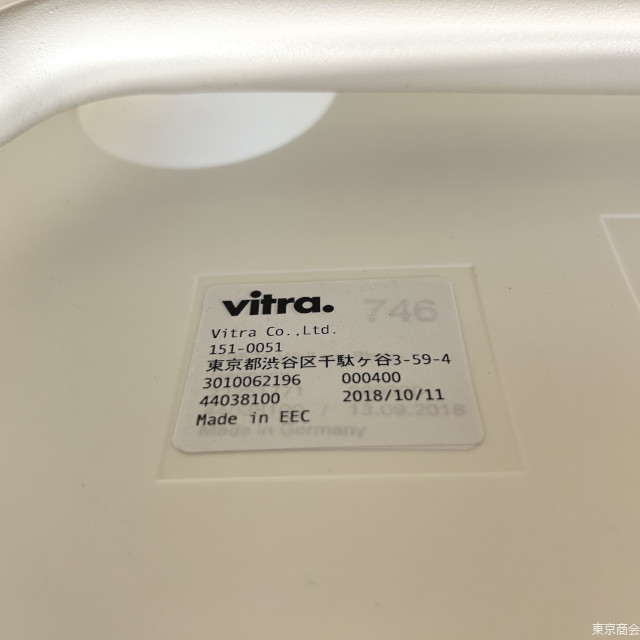 vitra.
746
Vitra Co.,Ltd.
151-0051
東京都渋谷区千駄ヶ谷3-59-4
3010062196 000400
44038100 2018/10/11
/ 13.09.2018
Made in EEC
Made in Germany
東京商会